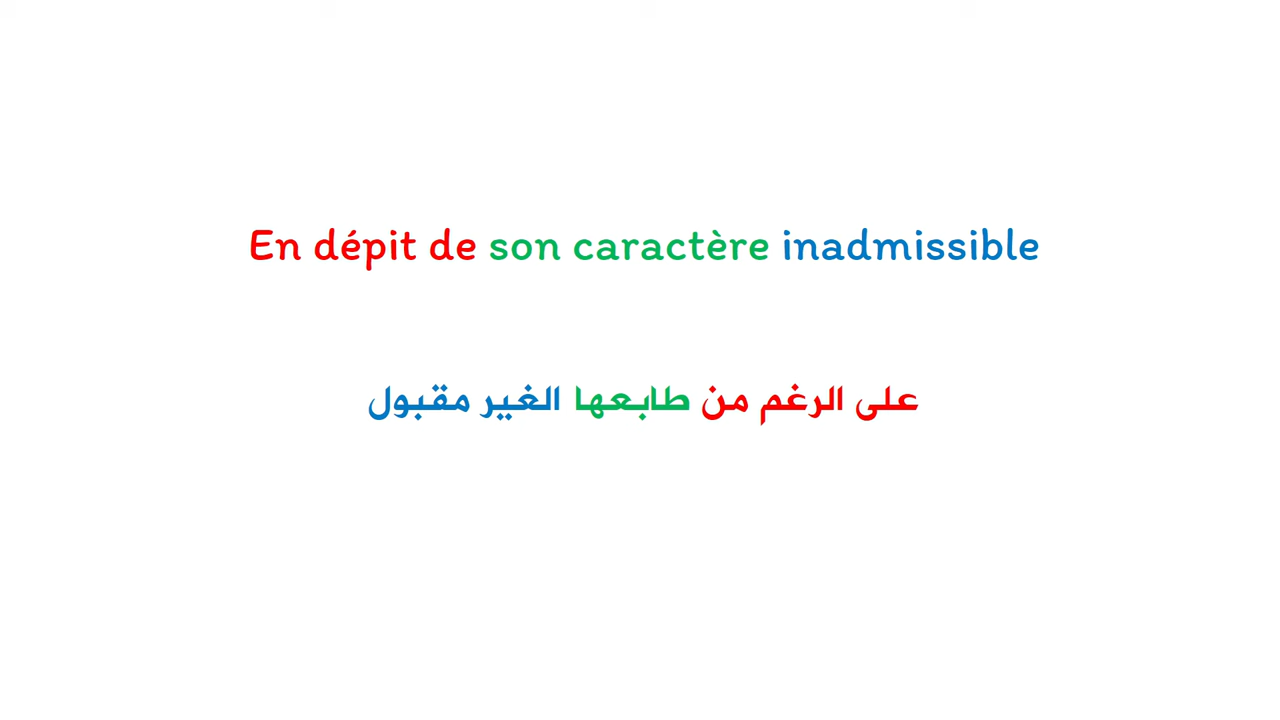 En dépit de son caractère inadmissible
على الرغم من طابعها الغير مقبول